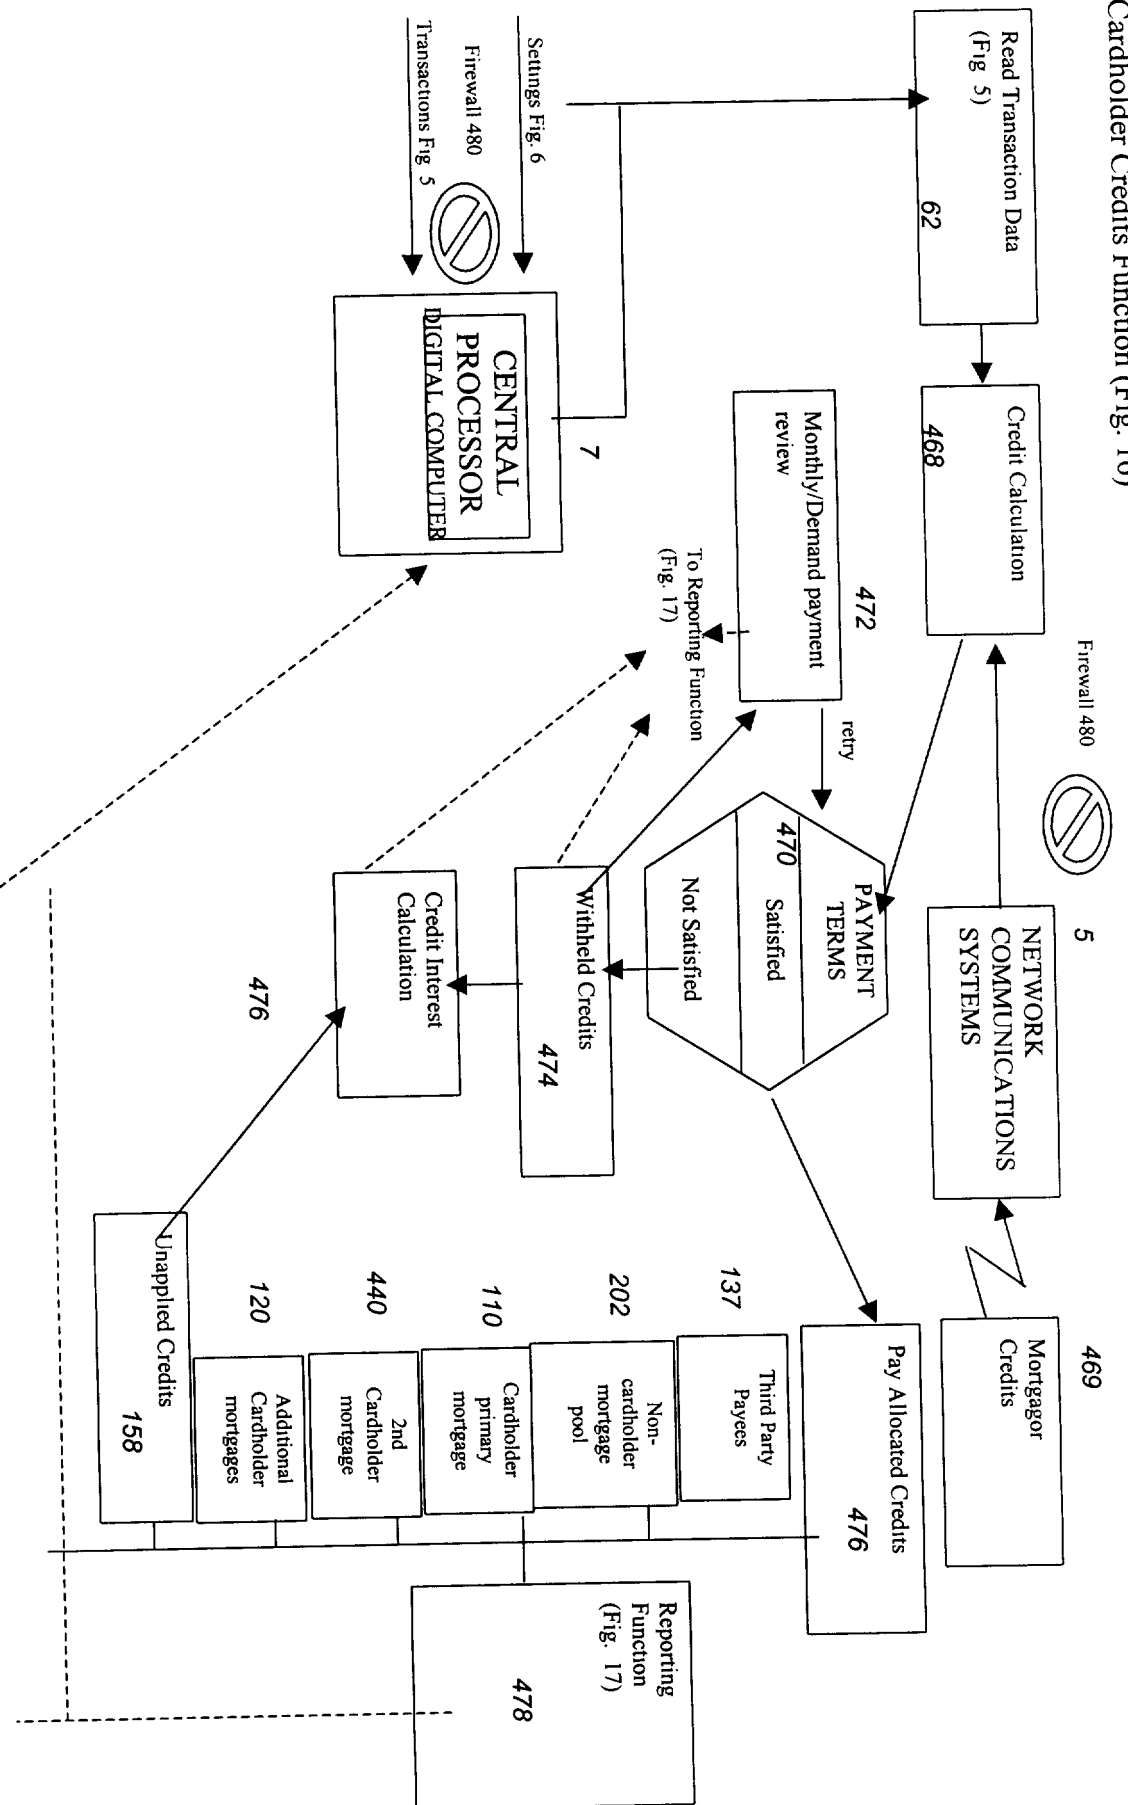 Cardholder Credits Function (Fig. 16)
Read Transaction Data
(Fig 5)
62
Credit Calculation
468
Firewall 480
5
NETWORK
COMMUNICATIONS
SYSTEMS
469
Mortgagor
Credits
Settings Fig. 6
Firewall 480
Transactions Fig 5
7
CENTRAL
PROCESSOR
DIGITAL COMPUTER
472
Monthly/Demand payment
review
To Reporting Function
(Fig. 17)
retry
PAYMENT
TERMS
470
Satisfied
Not Satisfied
Withheld Credits
474
Credit Interest
Calculation
476
Pay Allocated Credits
476
137
Third Party
Payees
202
Non-
cardholder
mortgage
pool
110
Cardholder
primary
mortgage
440
2nd
Cardholder
mortgage
120
Additional
Cardholder
mortgages
Unapplied Credits
158
Reporting
Function
(Fig. 17)
478